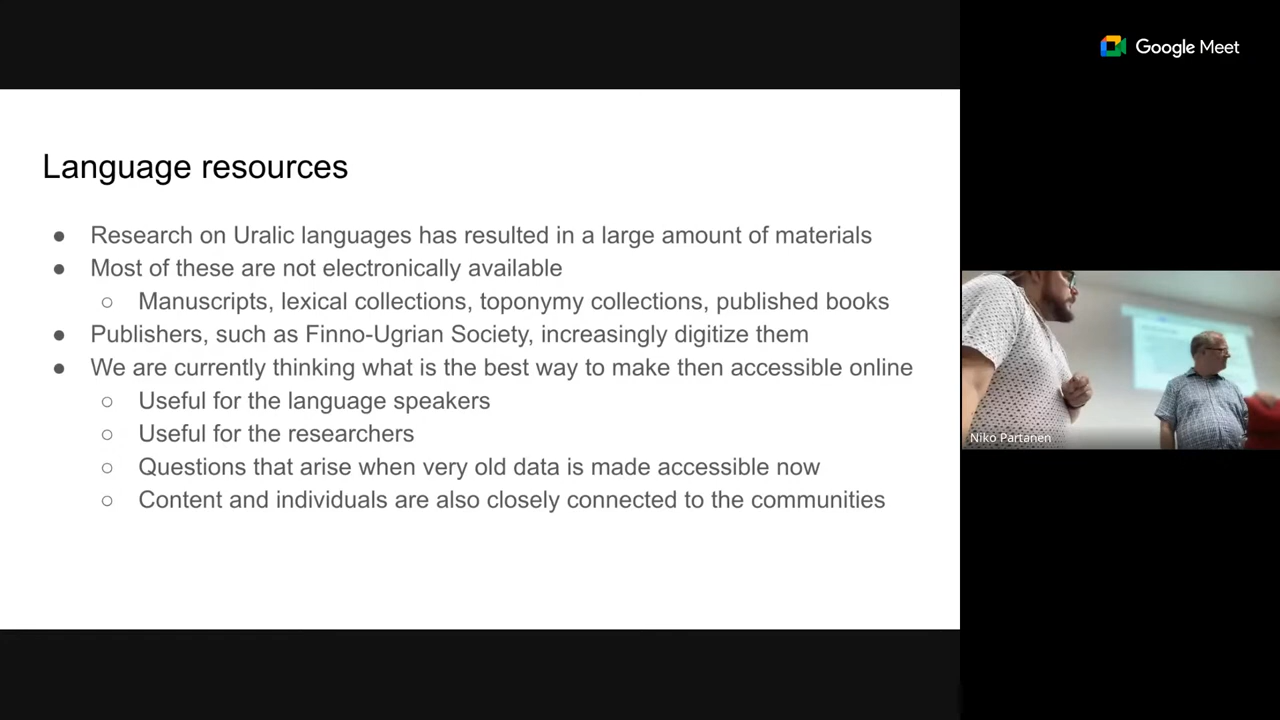 Google Meet
Language resources
● Research on Uralic languages has resulted in a large amount of materials
● Most of these are not electronically available
○ Manuscripts, lexical collections, toponymy collections, published books
● Publishers, such as Finno-Ugrian Society, increasingly digitize them
● We are currently thinking what is the best way to make then accessible online
○ Useful for the language speakers
○ Useful for the researchers
○ Questions that arise when very old data is made accessible now
○ Content and individuals are also closely connected to the communities
Niko Partanen